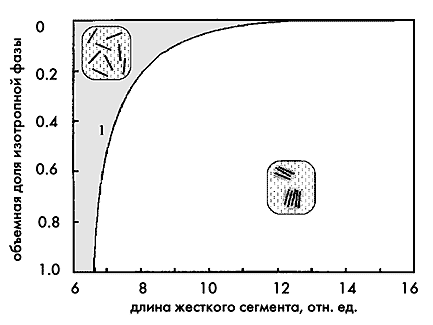 0
0.2
0.4
0.6
0.8
1.0
объемная доля изотропной фазы
1
6 8 10 12 14 16
длина жесткого сегмента, отн. ед.